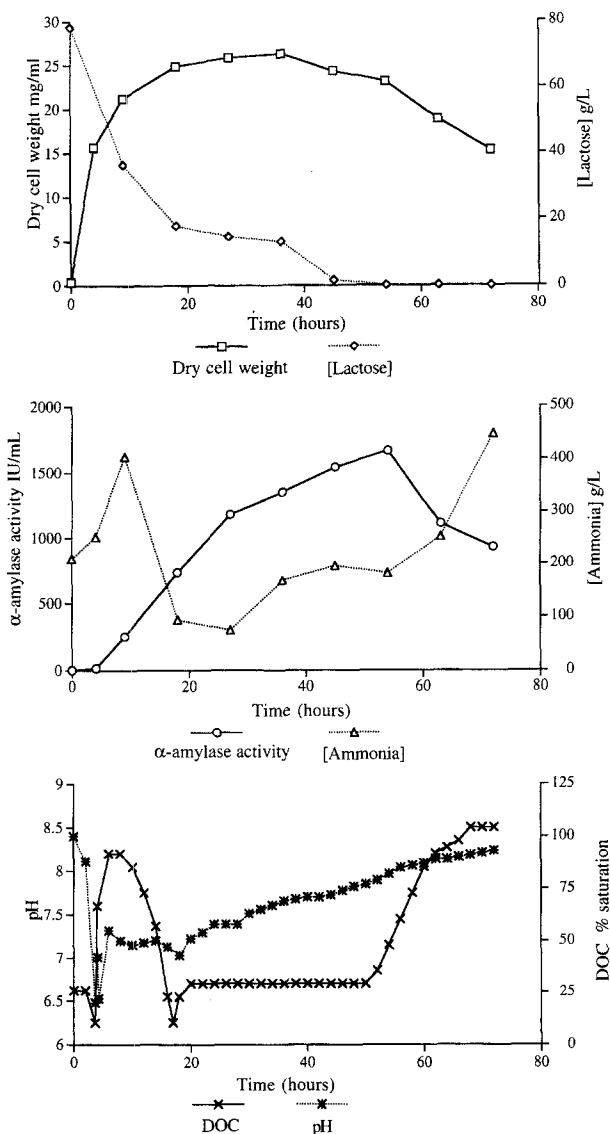 30
25
20
15
10
5
0
Dry cell weight mg/ml
80
60
40
20
0
[Lactose] g/L
0 20 40 60 80
Time (hours)
Dry cell weight [Lactose]
2000
1500
1000
500
0
α-amylase activity IU/mL
500
400
300
200
100
0
[Ammonia] g/L
0 20 40 60 80
Time (hours)
α-amylase activity [Ammonia]
9
8.5
8
7.5
7
6.5
6
pH
125
100
75
50
25
0
DOC % saturation
0 20 40 60 80
Time (hours)
DOC pH